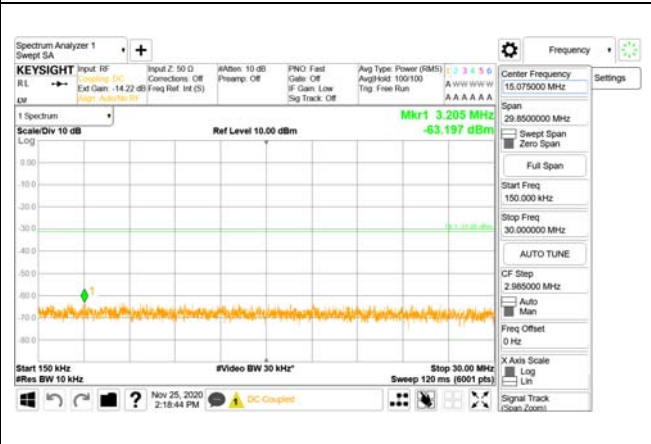 Spectrum Analyzer 1
Swept SA
Frequency
KEYSIGHT
R L
Input: RF
Coupling: DC
Ext Gain: -14.22 dB
Align: Auto/No RF
Input Z: 50 Ω
Corrections: Off
Freq Ref: Int (S)
#Atten: 10 dB
Preamp: Off
PNO: Fast
Gate: Off
IF Gain: Low
Sig Track: Off
Avg Type: Power (RMS)
Avg|Hold: 100/100
Trig: Free Run
1 2 3 4 5 6
A W W W W W
A A A A A A
1 Spectrum
Scale/Div 10 dB
Log
Ref Level 10.00 dBm
Mkr1 3.205 MHz
-63.197 dBm
0.00
-10.0
-20.0
-30.0
-40.0
-50.0
-60.0
-70.0
-80.0
1
Start 150 kHz
#Res BW 10 kHz
#Video BW 30 kHz*
Stop 30.00 MHz
Sweep 120 ms (6001 pts)
Nov 25, 2020
2:18:44 PM
DC Coupled
Center Frequency
15.075000 MHz
Settings
Span
29.8500000 MHz
Swept Span
Zero Span
Full Span
Start Freq
150.000 kHz
Stop Freq
30.000000 MHz
AUTO TUNE
CF Step
2.985000 MHz
Auto
Man
Freq Offset
0 Hz
X Axis Scale
Log
Lin
Signal Track
(Span Zoom)